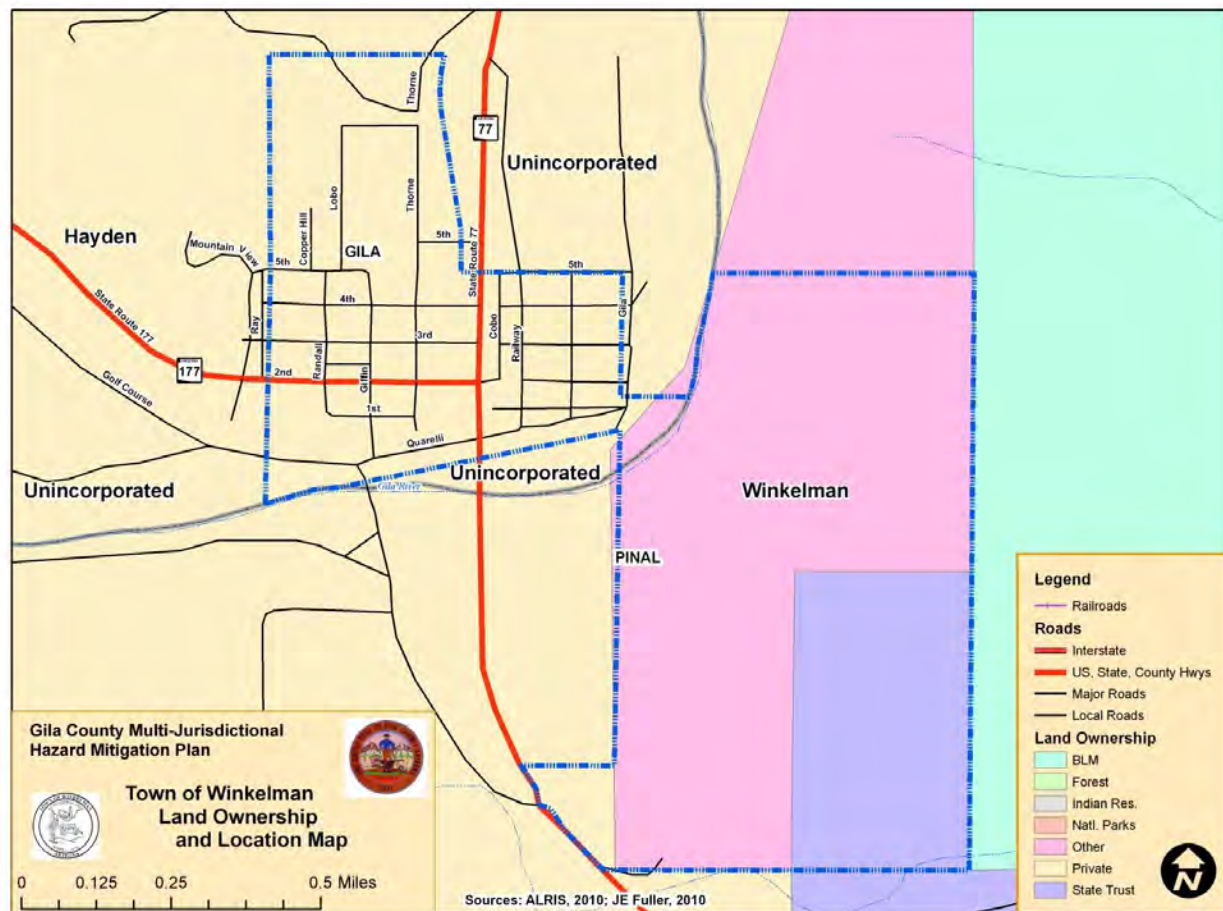 Thorne
77
Unincorporated
Lobo
Thorne
Copper Hill
Hayden
Mountain View
GILA
5th
5th
State Route 77
5th
4th
Gila
State Route 177
Ray
3rd
Cobo
Railway
Randall
Giffin
177
2nd
Golf Course
1st
Quarelli
Unincorporated
Unincorporated
Gila River
Winkelman
PINAL
Legend
Railroads
Roads
Interstate
US, State, County Hwys
Major Roads
Local Roads
Land Ownership
BLM
Forest
Indian Res.
Natl. Parks
Other
Private
State Trust
N
Gila County Multi-Jurisdictional
Hazard Mitigation Plan
Town of Winkelman
Land Ownership
and Location Map
0 0.125 0.25 0.5 Miles
Sources: ALRIS, 2010; JE Fuller, 2010